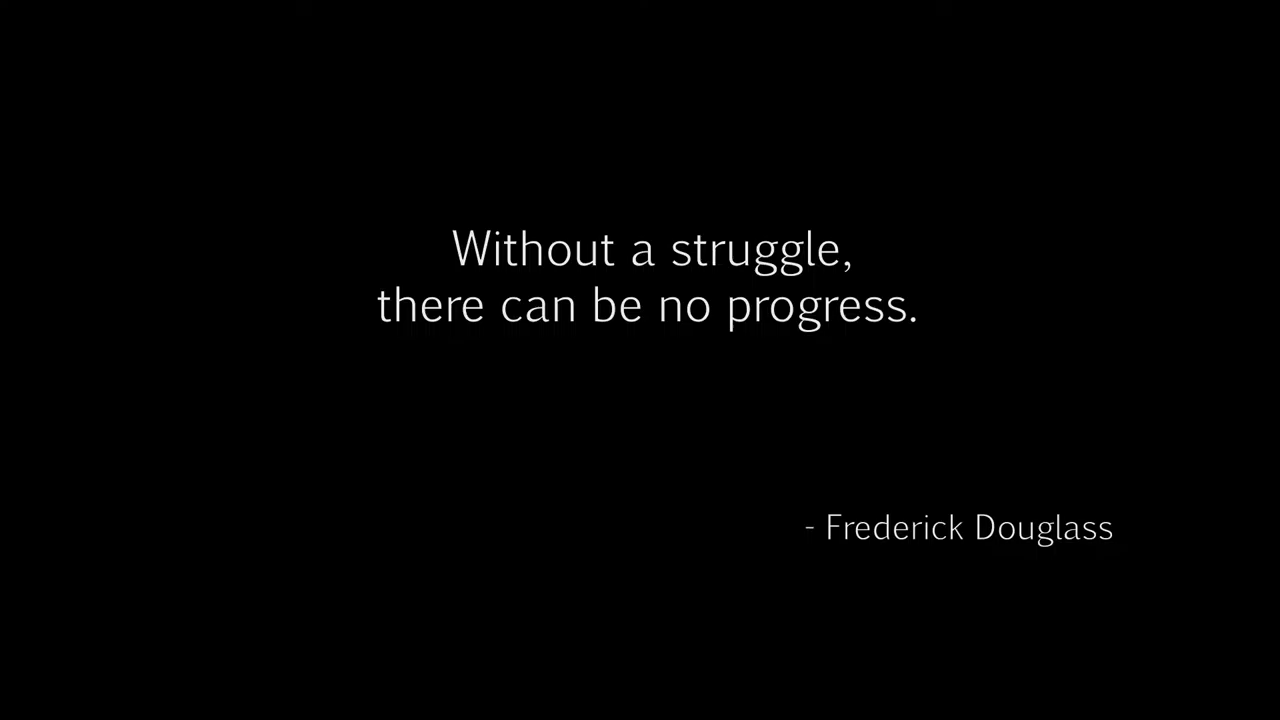 Without a struggle,
there can be no progress.
- Frederick Douglass